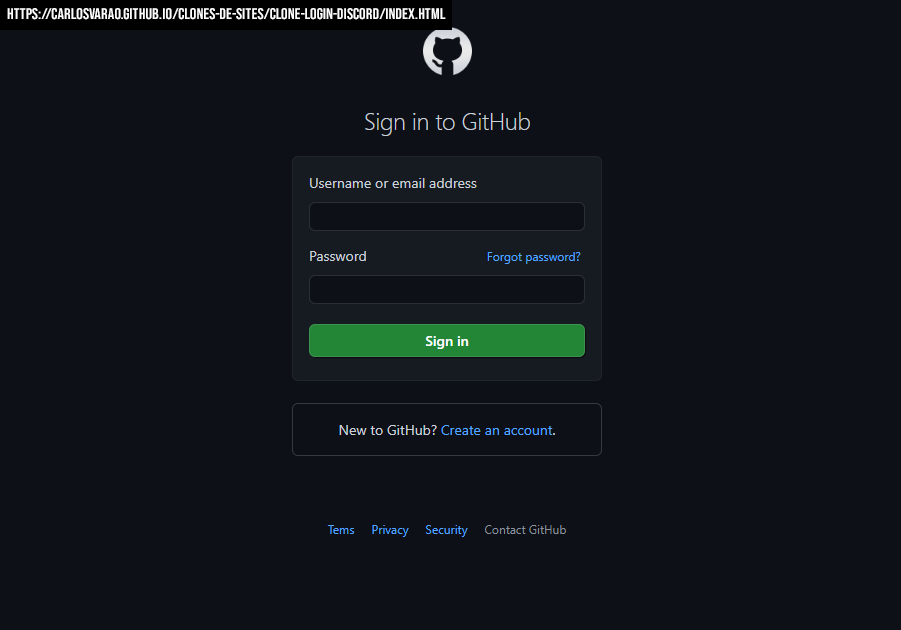 HTTPS://CARLOSVARAO.GITHUB.IO/CLONES-DE-SITES/CLONE-LOGIN-DISCORD/INDEX.HTML
Sign in to GitHub
Username or email address
Password Forgot password?
Sign in
New to GitHub? Create an account.
Tems Privacy Security Contact GitHub